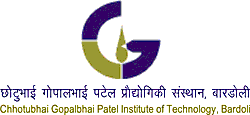 छोटुभाई गोपालभाई पटेल प्रौद्योगिकी संस्थान, बारडोली
Chhotubhai Gopalbhai Patel Institute of Technology, Bardoli